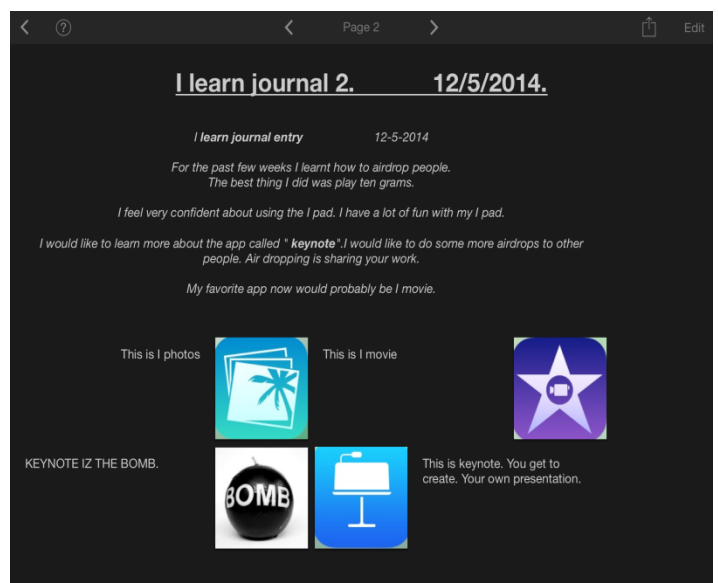 Page 2
Edit
I learn journal 2. 12/5/2014.
I learn journal entry 12-5-2014
For the past few weeks I learnt how to airdrop people.
The best thing I did was play ten grams.
I feel very confident about using the I pad. I have a lot of fun with my I pad.
I would like to learn more about the app called " keynote".I would like to do some more airdrops to other
people. Air dropping is sharing your work.
My favorite app now would probably be I movie.
This is I photos
This is I movie
KEYNOTE IZ THE BOMB.
BOMB
This is keynote. You get to
create. Your own presentation.